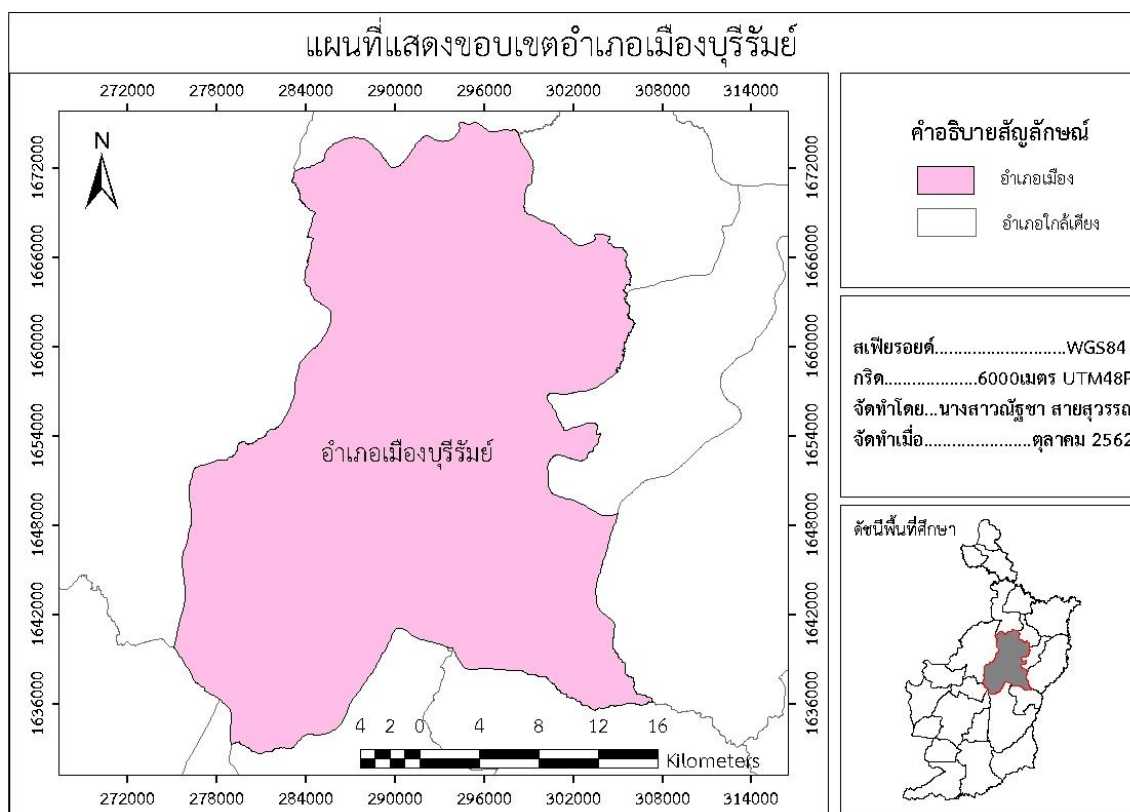 แผนที่แสดงขอบเขตอำเภอเมืองบุรีรัมย์
272000 278000 284000 290000 296000 302000 308000 314000
N
1672000
1666000
1660000
1654000
1648000
1642000
1636000
อำเภอเมืองบุรีรัมย์
1672000
1666000
1660000
1654000
1648000
1642000
1636000
4 2 0 4 8 12 16
Kilometers
272000 278000 284000 290000 296000 302000 308000 314000
คำอธิบายสัญลักษณ์
อำเภอเมือง
อำเภอใกล้เคียง
สเฟียรอยด์............................WGS84
กริด....................6000เมตร UTM48P
จัดทำโดย...นางสาวณัฐชา สายสุวรรณ
จัดทำเมื่อ.......................ตุลาคม 2562
ดัชนีพื้นที่ศึกษา